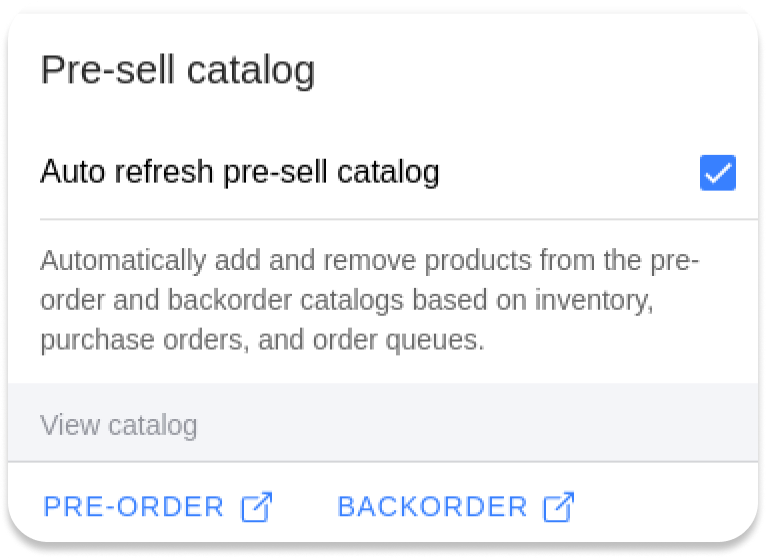 Pre-sell catalog
Auto refresh pre-sell catalog
Automatically add and remove products from the pre-
order and backorder catalogs based on inventory,
purchase orders, and order queues.
View catalog
PRE-ORDER BACKORDER